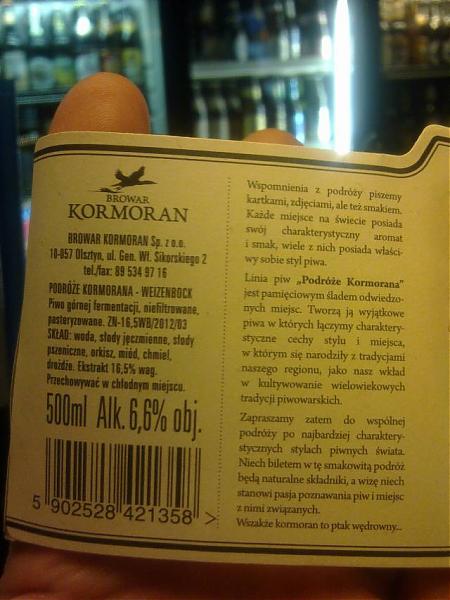 BROWAR
KORMORAN
BROWAR KORMORAN Sp. z o.o.
10-957 Olsztyn, ul. Gen. Wł. Sikorskiego 2
tel./fax: 89 534 97 16
PODRÓŻE KORMORANA - WEIZENBOCK
Piwo górnej fermentacji, niefiltrowane,
pasteryzowane. ZN-16,5WB/2012/03
SKŁAD: woda, słody jęczmienne, słody
pszeniczne, orkisz, miód, chmiel,
drożdże. Ekstrakt 16,5% wag.
Przechowywać w chłodnym miejscu.
500ml Alk. 6,6% obj.
5 902528 421358 >
Wspomnienia z podróży piszemy
kartkami, zdjęciami, ale też smakiem.
Każde miejsce na świecie posiada
swój charakterystyczny aromat
i smak, wiele z nich posiada właści-
wy sobie styl piwa.
Linia piw „Podróże Kormorana"
jest pamięciowym śladem odwiedzo-
nych miejsc. Tworzą ją wyjątkowe
piwa w których łączymy charaktery-
styczne cechy stylu i miejsca,
w którym się narodziły z tradycjami
naszego regionu, jako nasz wkład
w kultywowanie wielowiekowych
tradycji piwowarskich.
Zapraszamy zatem do wspólnej
podróży po najbardziej charaktery-
stycznych stylach piwnych świata.
Niech biletem w tę smakowitą podróż
będą naturalne składniki, a wizę niech
stanowi pasja poznawania piw i miejsc
z nimi związanych.
Wszakże kormoran to ptak wędrowny...